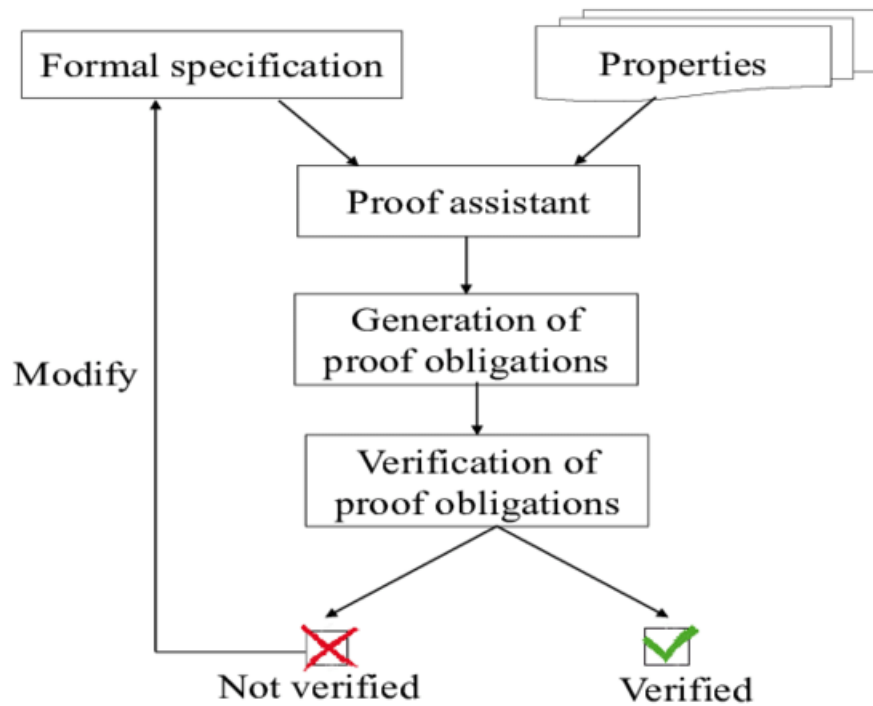 Formal specification
Properties
Proof assistant
Generation of
proof obligations
Modify
Verification of
proof obligations
Not verified
Verified